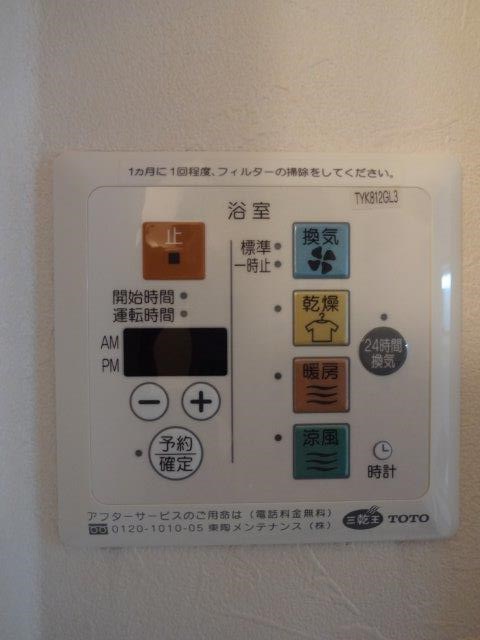 1ヵ月に1回程度、フィルターの掃除をしてください。
TYK812GL3
浴室
止
開始時間
運転時間
AM
PM
予約
確定
標準
一時止
換気
乾燥
暖房
涼風
24時間
換気
時計
アフターサービスのご用命は(電話料金無料)
0120-1010-05 東陶メンテナンス(株)
三乾王 TOTO